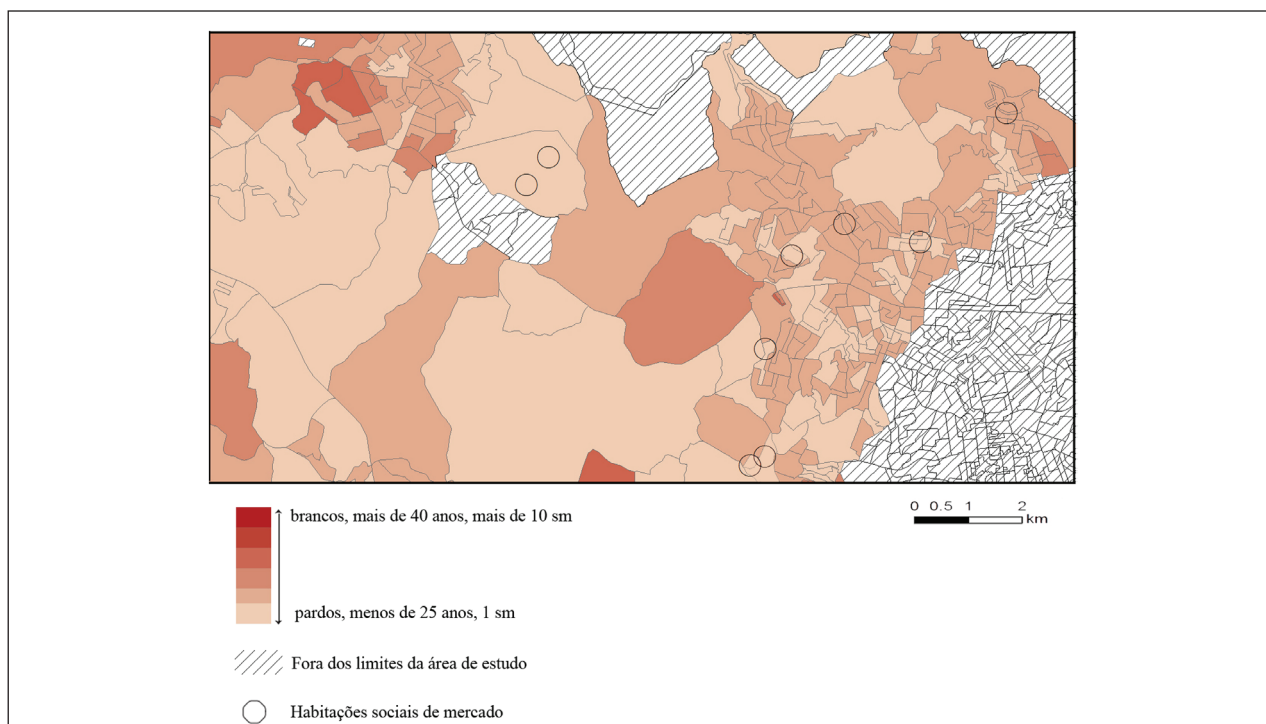 0 0.5 1 2
km
brancos, mais de 40 anos, mais de 10 sm
pardos, menos de 25 anos, 1 sm
Fora dos limites da área de estudo
Habitações sociais de mercado